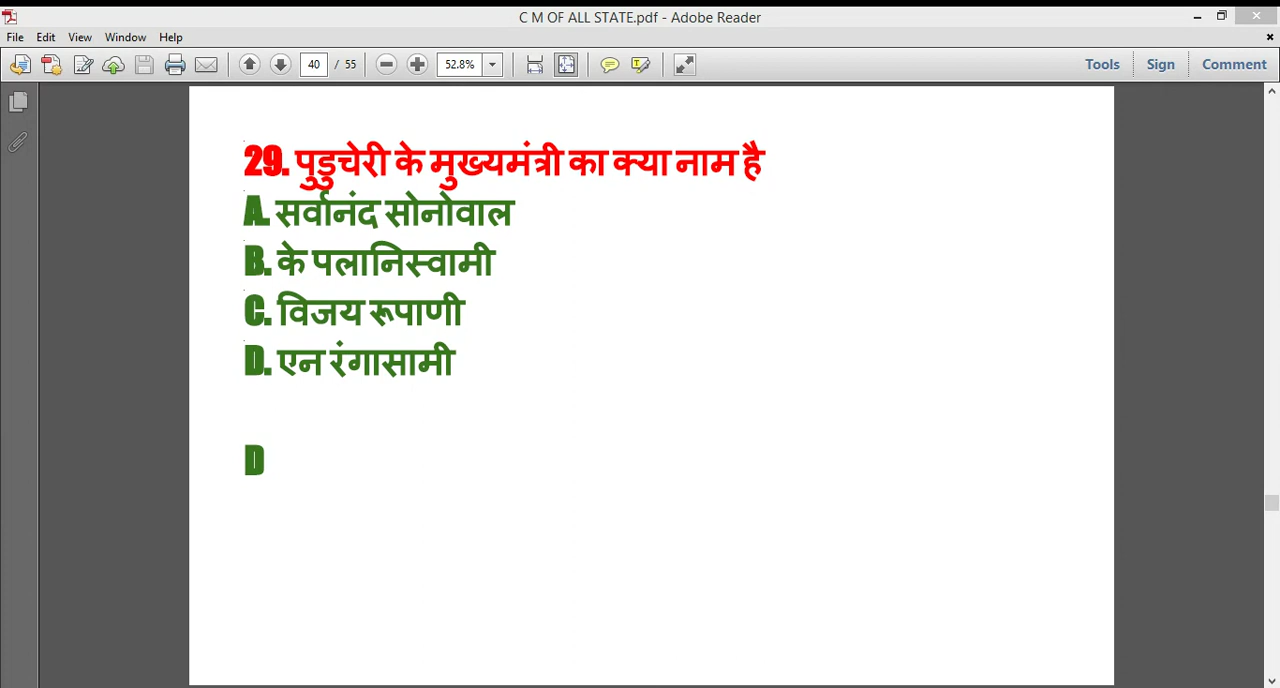 C M OF ALL STATE.pdf - Adobe Reader
File Edit View Window Help
40 / 55 52.8% Tools Sign Comment
29. पुडुचेरी के मुख्यमंत्री का क्या नाम है
A. सर्वानंद सोनोवाल
B. के पलानिस्वामी
C. विजय रूपाणी
D. एन रंगासामी
D